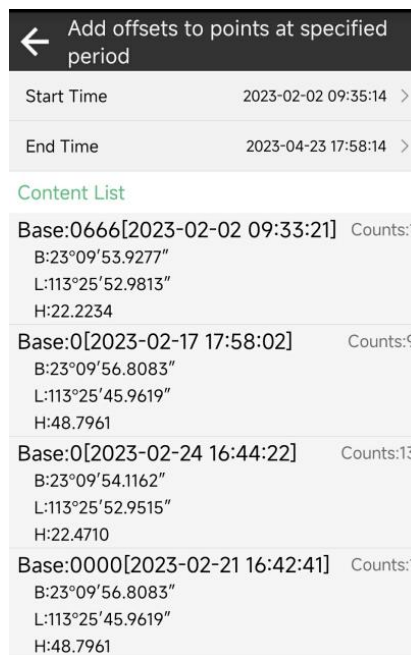 Add offsets to points at specified
period
Start Time 2023-02-02 09:35:14
End Time 2023-04-23 17:58:14
Content List
Base:0666[2023-02-02 09:33:21] Counts:
B:23°09′53.9277″
L:113°25′52.9813″
H:22.2234
Base:0[2023-02-17 17:58:02] Counts:9
B:23°09′56.8083″
L:113°25′45.9619″
H:48.7961
Base:0[2023-02-24 16:44:22] Counts:13
B:23°09′54.1162″
L:113°25′52.9515″
H:22.4710
Base:0000[2023-02-21 16:42:41] Counts:
B:23°09′56.8083″
L:113°25′45.9619″
H:48.7961